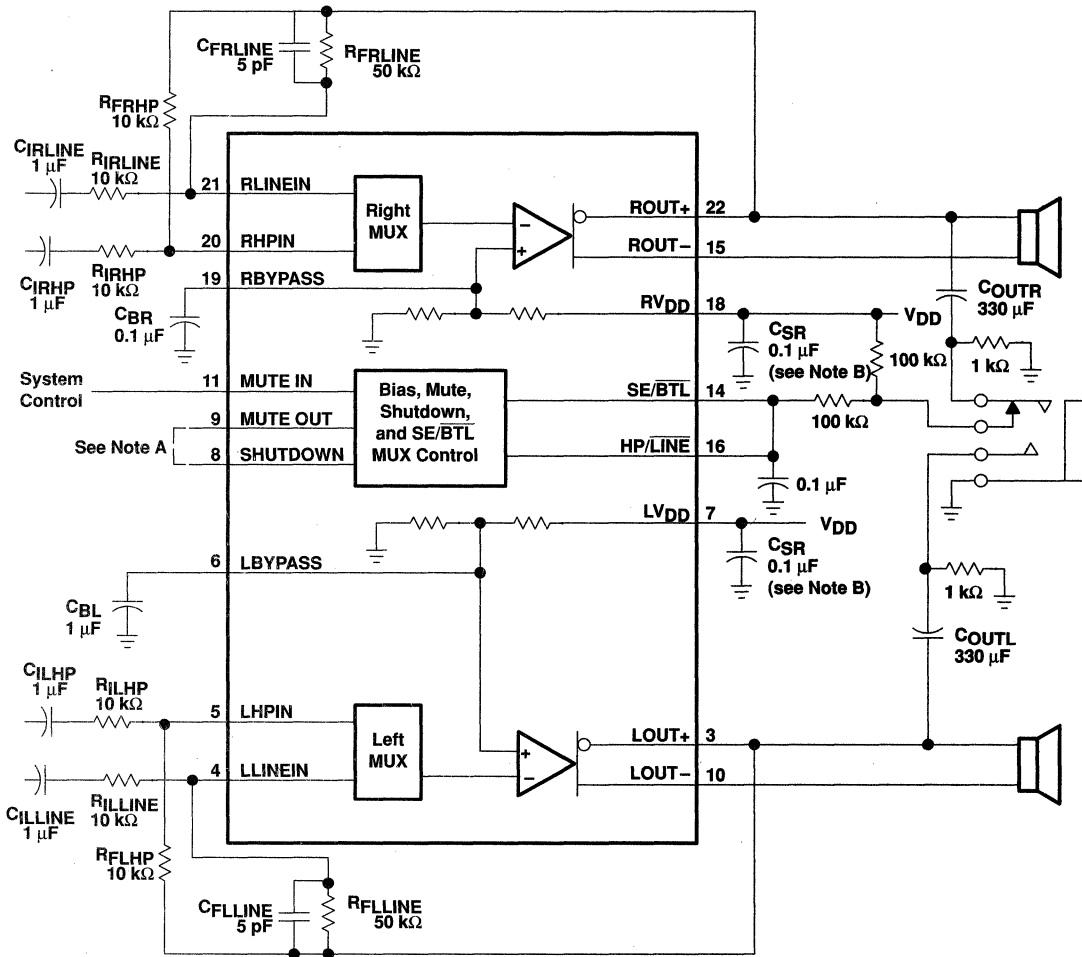 CFRLINE
5 pF
RFRLINE
50 kΩ
RFRHP
10 kΩ
CIRLINE
1 μF
RIRLINE
10 kΩ
21 RLINEIN
Right
MUX
ROUT+ 22
−
+
20 RHPIN
ROUT− 15
RIRHP
10 kΩ
CIRHP
1 μF
19 RBYPASS
CBR
0.1 μF
RVDD 18
VDD
COUTR
330 μF
CSR
0.1 μF
(see Note B)
100 kΩ
1 kΩ
System
Control
11 MUTE IN
Bias, Mute,
Shutdown,
and SE/BTL
MUX Control
SE/BTL 14
100 kΩ
9 MUTE OUT
See Note A
8 SHUTDOWN
HP/LINE 16
0.1 μF
LVDD 7
VDD
CSR
0.1 μF
(see Note B)
6 LBYPASS
CBL
1 μF
1 kΩ
COUTL
330 μF
CILHP
1 μF
RILHP
10 kΩ
5 LHPIN
Left
MUX
+
−
LOUT+ 3
4 LLINEIN
LOUT− 10
CILLINE
1 μF
RILLINE
10 kΩ
RFLHP
10 kΩ
CFLLINE
5 pF
RFLLINE
50 kΩ